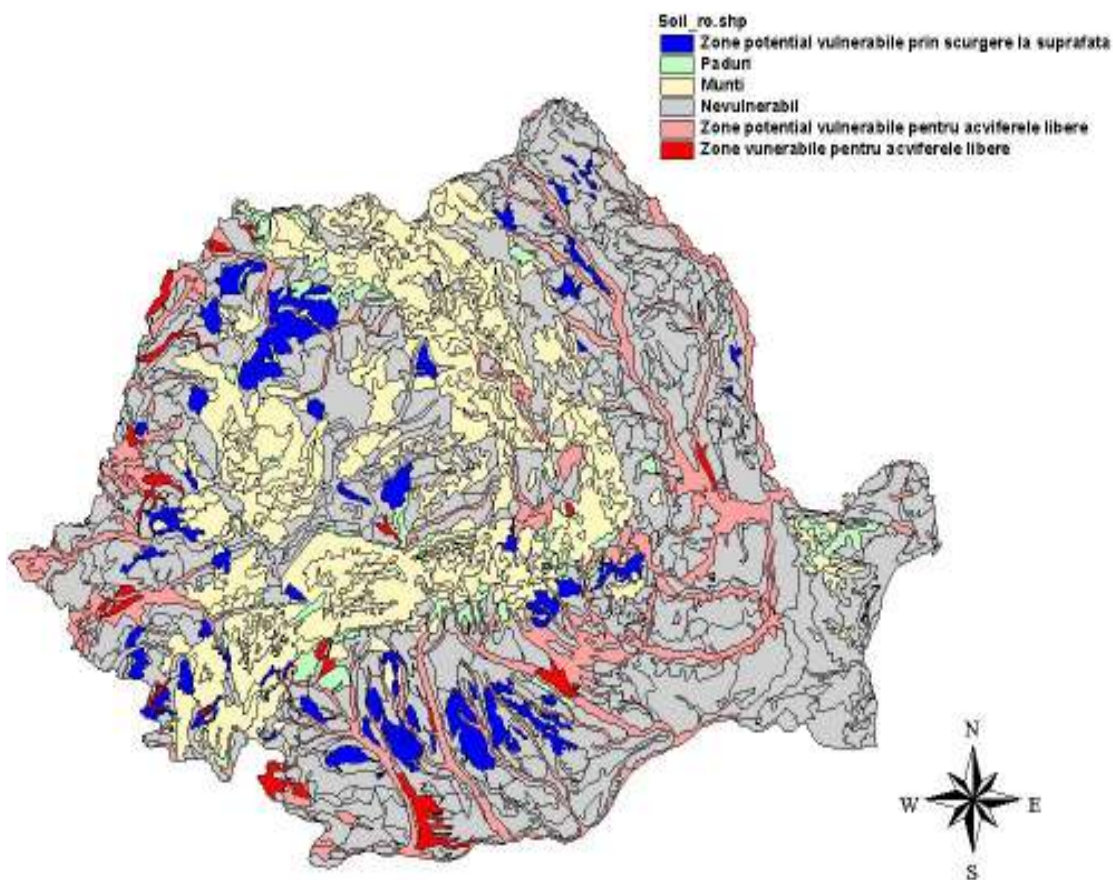 Soil_ro.shp
Zone potential vulnerabile prin scurgere la suprafata
Paduri
Munti
Nevulnerabil
Zone potential vulnerabile pentru acviferele libere
Zone vunerabile pentru acviferele libere
N
W E
S